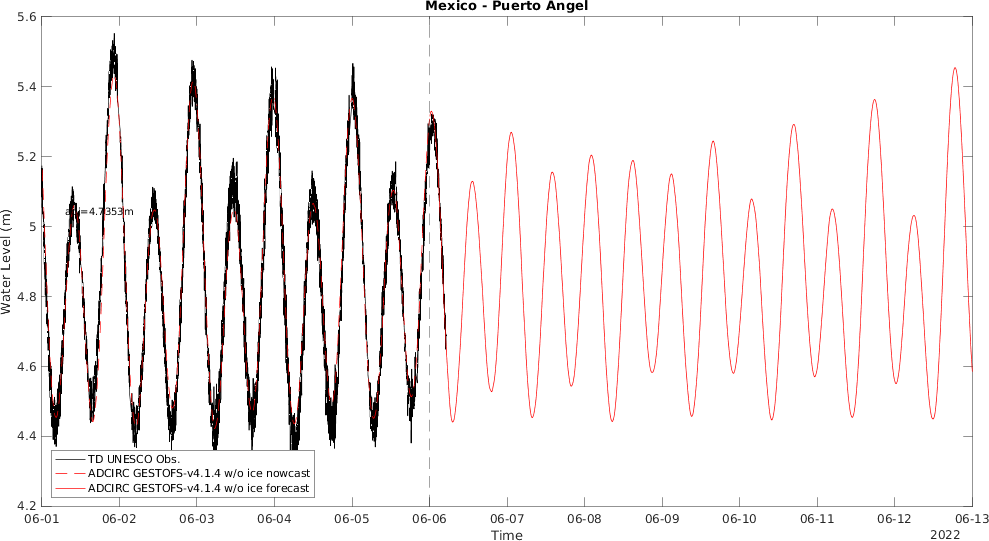 Mexico - Puerto Angel
5.6
5.4
5.2
5
4.8
4.6
4.4
4.2
Water Level (m)
TD UNESCO Obs.
ADCIRC GESTOFS-v4.1.4 w/o ice nowcast
ADCIRC GESTOFS-v4.1.4 w/o ice forecast
06-01 06-02 06-03 06-04 06-05 06-06 06-07 06-08 06-09 06-10 06-11 06-12 06-13
Time
2022